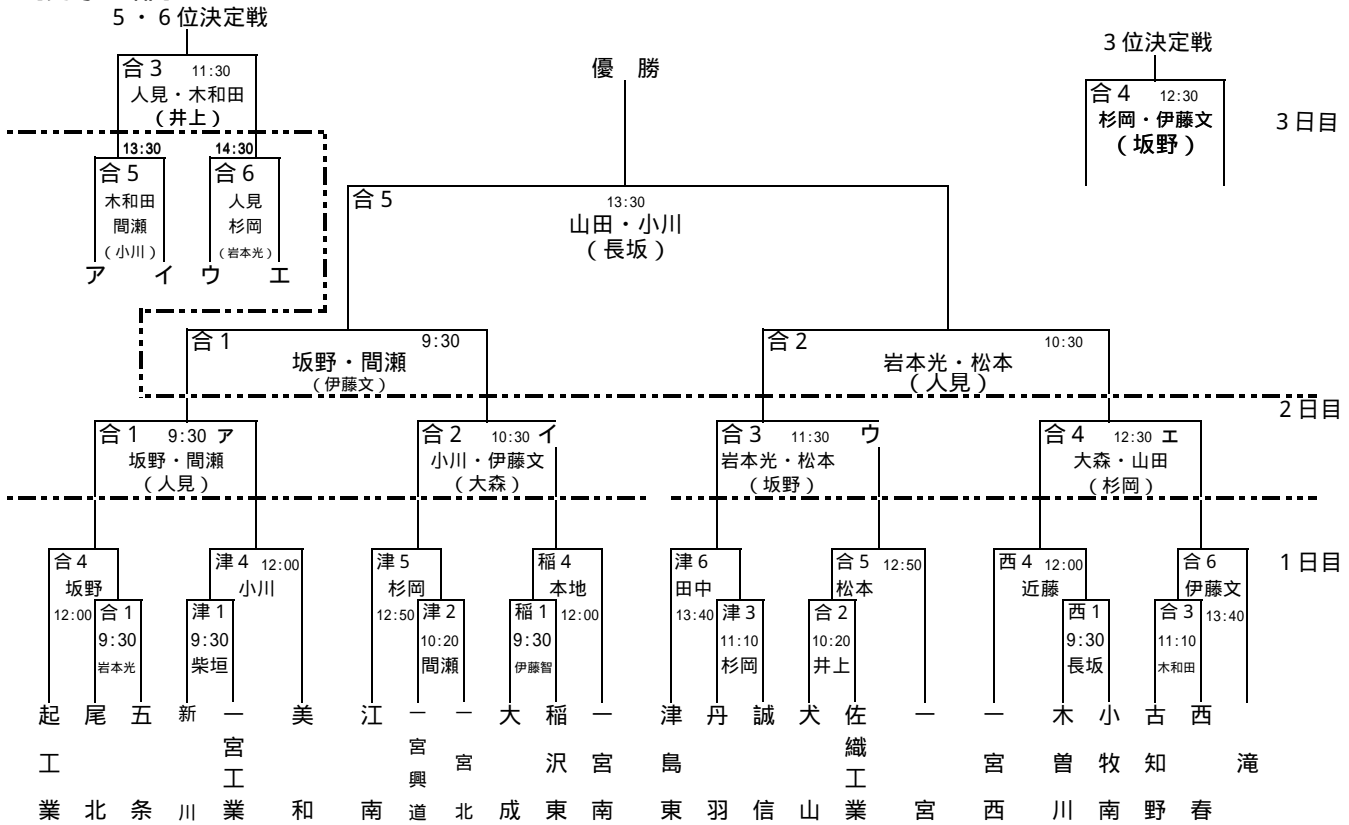 5・6位決定戦
合3 11:30
人見・木和田
(井上)
13:30 14:30
合5 合6
木和田 人見
間瀬 杉岡
(小川) (岩本光)
ア イ ウ エ
優 勝
合5 13:30
山田・小川
(長坂)
3位決定戦
合4 12:30
杉岡・伊藤文
(坂野)
3日目
合1 9:30
坂野・間瀬
(伊藤文)
合2 10:30
岩本光・松本
(人見)
2日目
合1 9:30 ア
坂野・間瀬
(人見)
合2 10:30 イ
小川・伊藤文
(大森)
合3 11:30 ウ
岩本光・松本
(坂野)
合4 12:30 エ
大森・山田
(杉岡)
1日目
合4
坂野
12:00
合1
9:30
岩本光
津4 12:00
小川
津1
9:30
柴垣
津5
杉岡
12:50
津2
10:20
間瀬
稲4
本地
12:00
稲1
9:30
伊藤智
津6
田中
13:40
津3
11:10
杉岡
合5 12:50
松本
合2
10:20
井上
西4 12:00
近藤
西1
9:30
長坂
合6
伊藤文
13:40
合3
11:10
木和田
起工業
尾北
五条
新川
一宮工業
美和
江南
一宮興道
一宮北
大成
稲沢東
一宮南
津島東
丹羽
誠信
犬山
佐織工業
一宮
一宮西
木曽川
小牧南
古知野
西春
滝